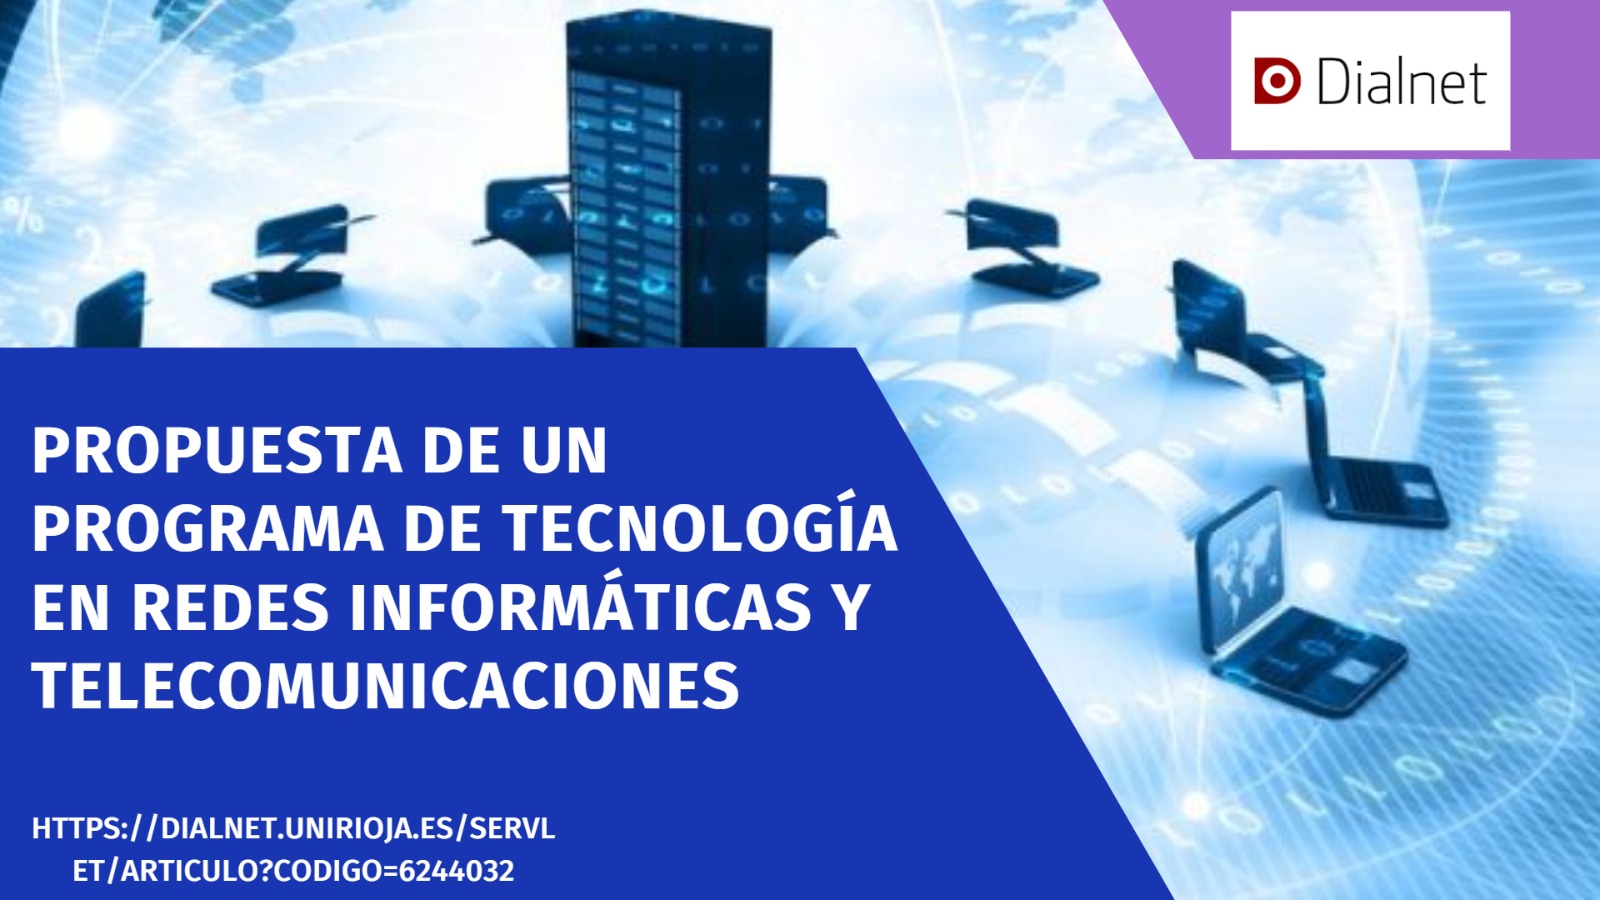 Dialnet
PROPUESTA DE UN
PROGRAMA DE TECNOLOGÍA
EN REDES INFORMÁTICAS Y
TELECOMUNICACIONES
HTTPS://DIALNET.UNIRIOJA.ES/SERVL
ET/ARTICULO?CODIGO=6244032